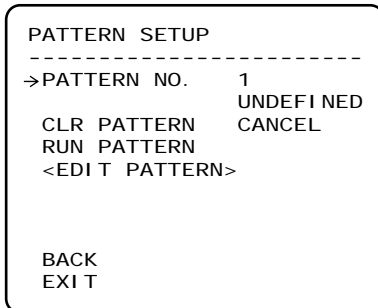 PATTERN SETUP
------------------------
→PATTERN NO. 1
UNDEFINED
CLR PATTERN CANCEL
RUN PATTERN
<EDIT PATTERN>
BACK
EXIT